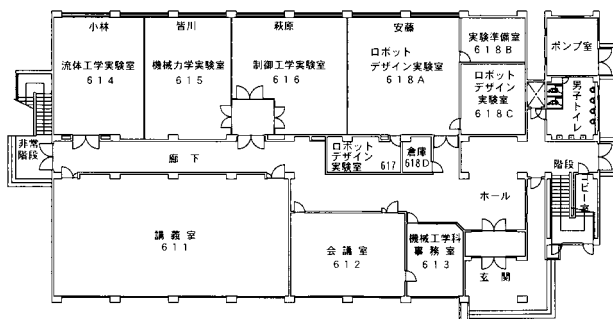 小林
流体工学実験室
614
皆川
機械力学実験室
615
萩原
制御工学実験室
616
安藤
ロボット
デザイン実験室
618A
実験準備室
618B
ロボット
デザイン
実験室
618C
ポンプ室
男子トイレ
非常
階段
廊下
ロボット
デザイン
実験室
617
倉庫
618D
階段
コピー室
ホール
講義室
611
会議室
612
機械工学科
事務室
613
玄関